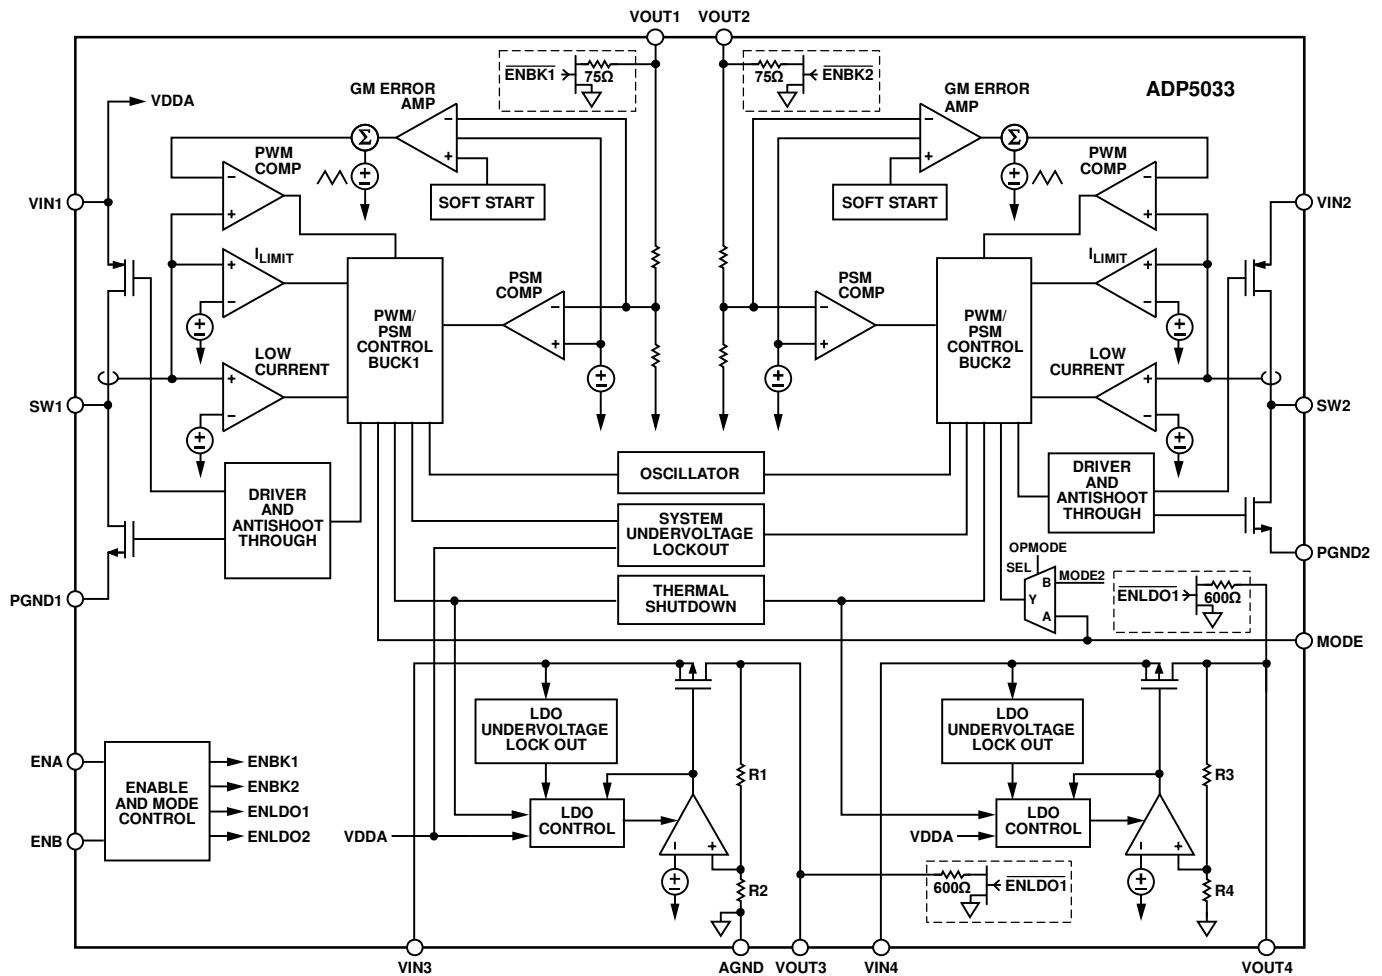 VOUT1 VOUT2
ENBK1
75Ω
75Ω
ENBK2
ADP5033
VDDA
GM ERROR
AMP
GM ERROR
AMP
Σ
Σ
PWM
COMP
PWM
COMP
SOFT START
SOFT START
VIN1
VIN2
ILIMIT
ILIMIT
PSM
COMP
PSM
COMP
PWM/
PSM
CONTROL
BUCK1
PWM/
PSM
CONTROL
BUCK2
LOW
CURRENT
LOW
CURRENT
SW1
SW2
OSCILLATOR
DRIVER
AND
ANTISHOOT
THROUGH
DRIVER
AND
ANTISHOOT
THROUGH
SYSTEM
UNDERVOLTAGE
LOCKOUT
OPMODE
SEL
B
MODE2
Y
A
PGND2
THERMAL
SHUTDOWN
ENLDO1
600Ω
PGND1
MODE
LDO
UNDERVOLTAGE
LOCK OUT
LDO
UNDERVOLTAGE
LOCK OUT
ENA
ENB
ENABLE
AND MODE
CONTROL
ENBK1
ENBK2
ENLDO1
ENLDO2
R1
R3
VDDA
LDO
CONTROL
VDDA
LDO
CONTROL
R2
600Ω
ENLDO1
R4
VIN3
AGND
VOUT3
VIN4
VOUT4